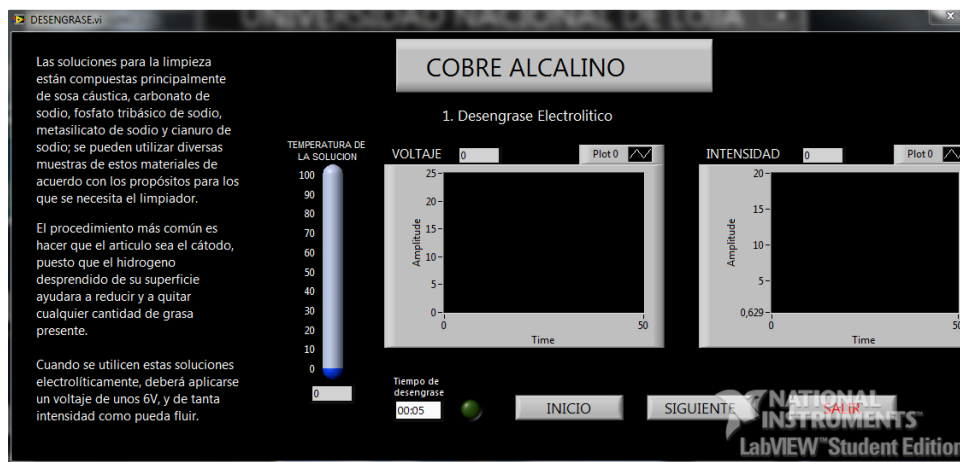 DESENGRASE.vi
UNIVERSIDAD NACIONAL DE LOJA
Las soluciones para la limpieza
están compuestas principalmente
de sosa cáustica, carbonato de
sodio, fosfato tribásico de sodio,
metasilicato de sodio y cianuro de
sodio; se pueden utilizar diversas
muestras de estos materiales de
acuerdo con los propósitos para los
que se necesita el limpiador.
El procedimiento más común es
hacer que el articulo sea el cátodo,
puesto que el hidrogeno
desprendido de su superficie
ayudara a reducir y a quitar
cualquier cantidad de grasa
presente.
Cuando se utilicen estas soluciones
electrolíticamente, deberá aplicarse
un voltaje de unos 6V, y de tanta
intensidad como pueda fluir.
COBRE ALCALINO
1. Desengrase Electrolitico
TEMPERATURA DE
LA SOLUCION
100
90
80
70
60
50
40
30
20
10
0
0
VOLTAJE 0 Plot 0
25
20
15
10
5
0
Amplitude
0 50
Time
INTENSIDAD 0 Plot 0
20
15
10
5
0,629
Amplitude
0 50
Time
Tiempo de
desengrase
00:05
INICIO
SIGUIENTE
SALIR
NATIONAL
INSTRUMENTS™
LabVIEW™ Student Edition